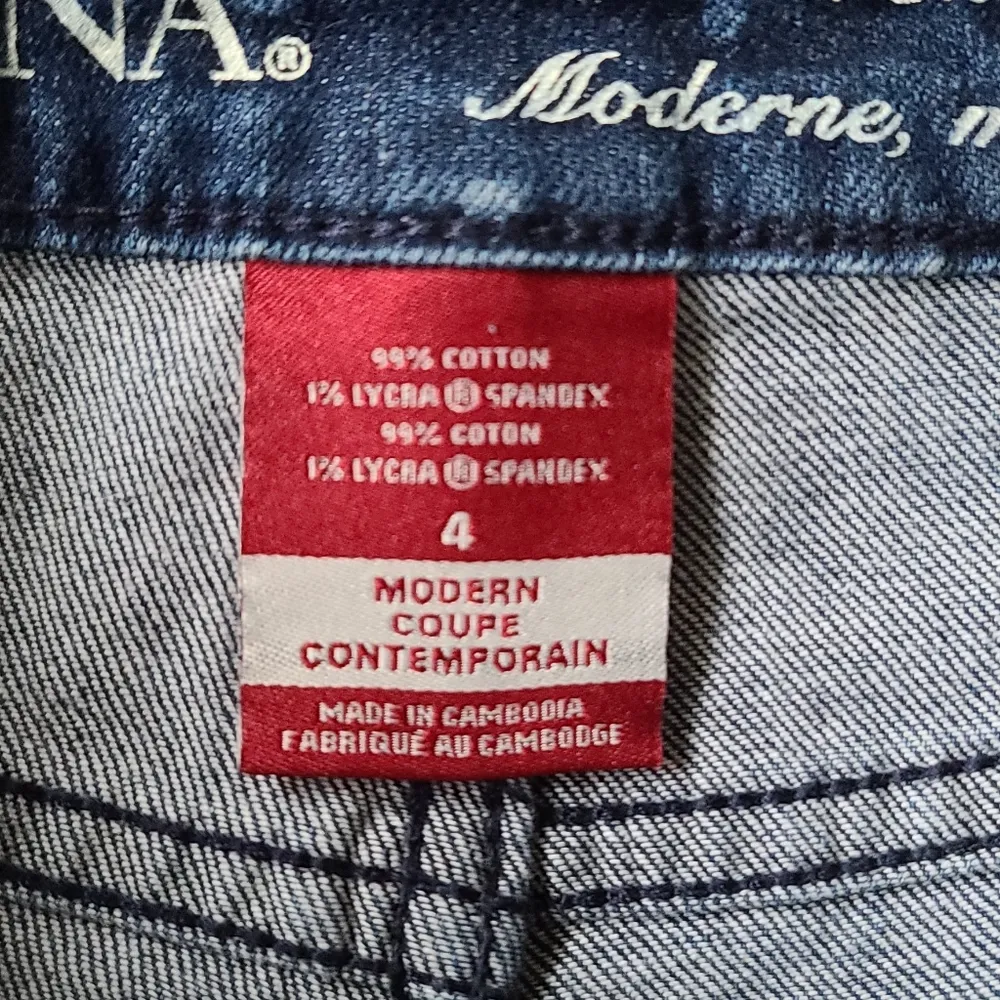 NA®
Moderne,
99% COTTON
1% LYCRA ® SPANDEX
99% COTON
1% LYCRA ® SPANDEX
4
MODERN
COUPE
CONTEMPORAIN
MADE IN CAMBODIA
FABRIQUÉ AU CAMBODGE